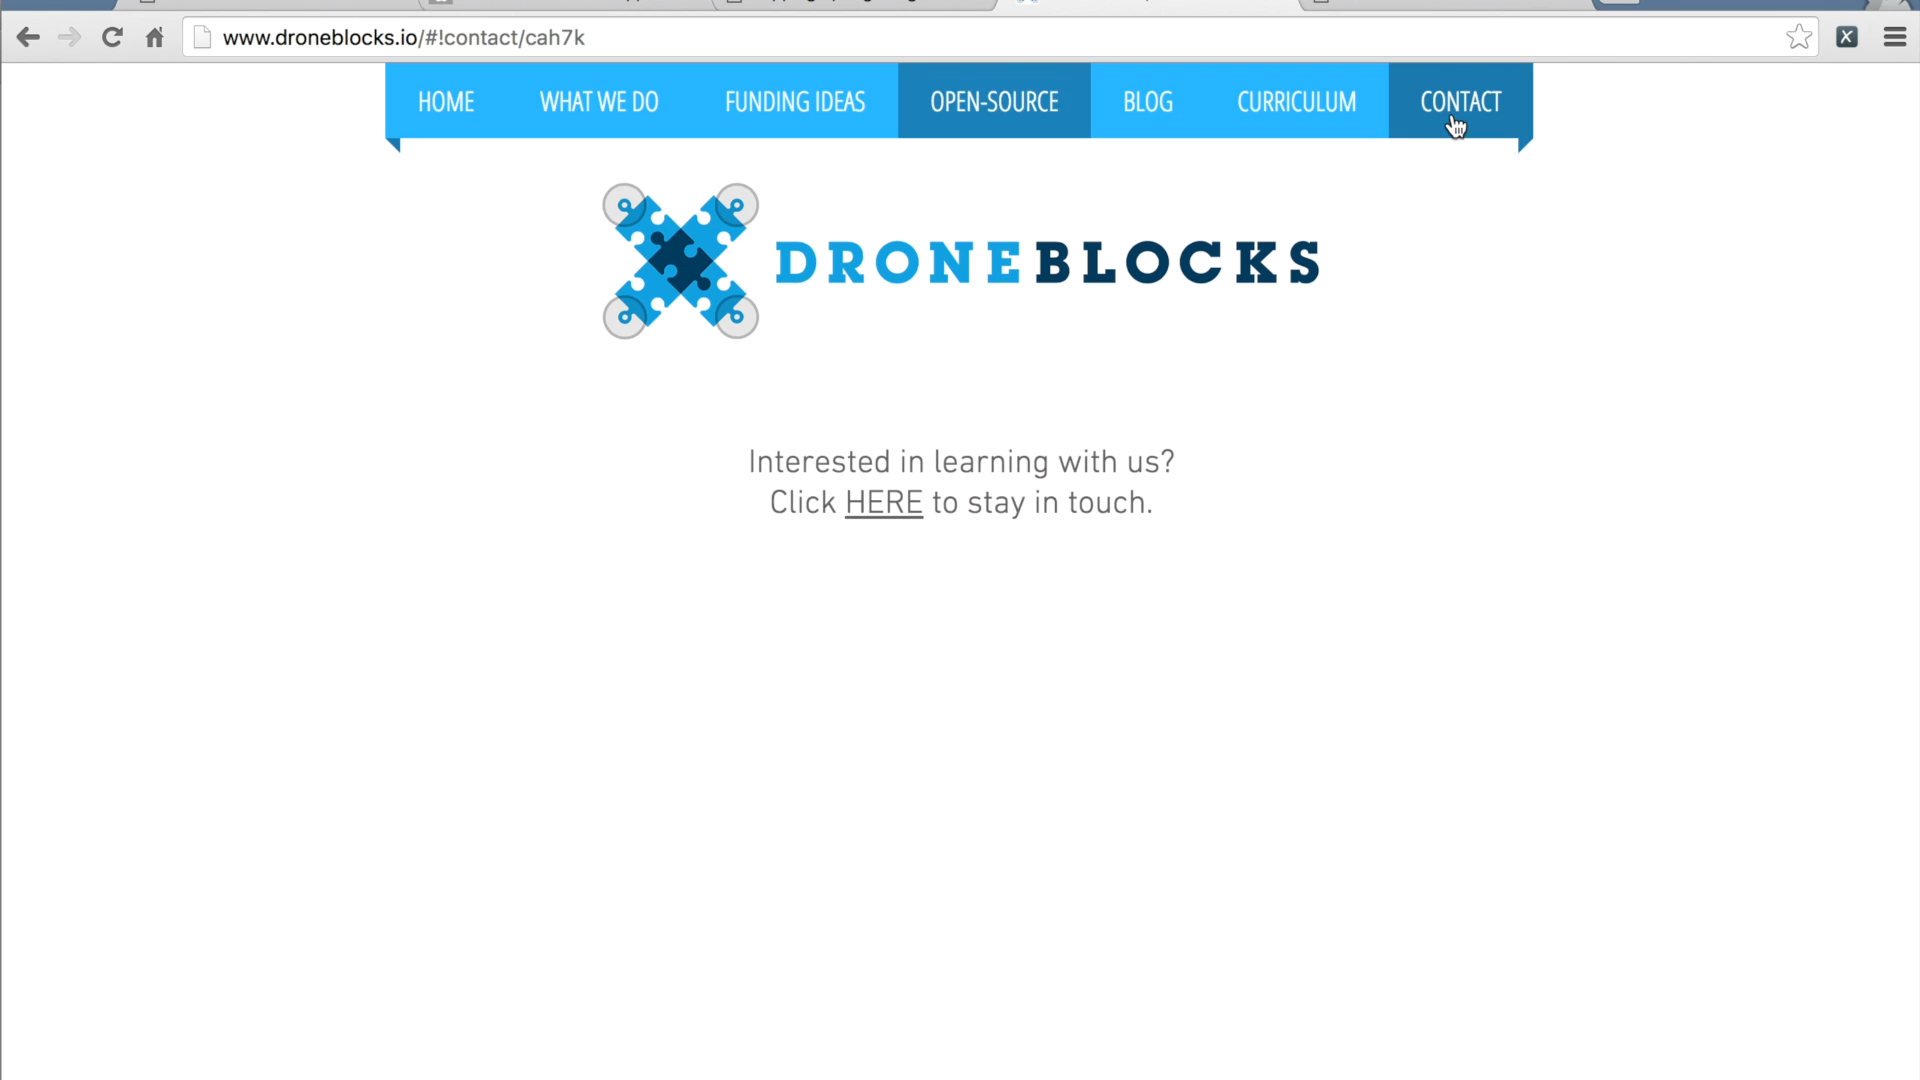 www.droneblocks.io/#!contact/cah7k
HOME WHAT WE DO FUNDING IDEAS OPEN-SOURCE BLOG CURRICULUM CONTACT
DRONEBLOCKS
Interested in learning with us?
Click HERE to stay in touch.